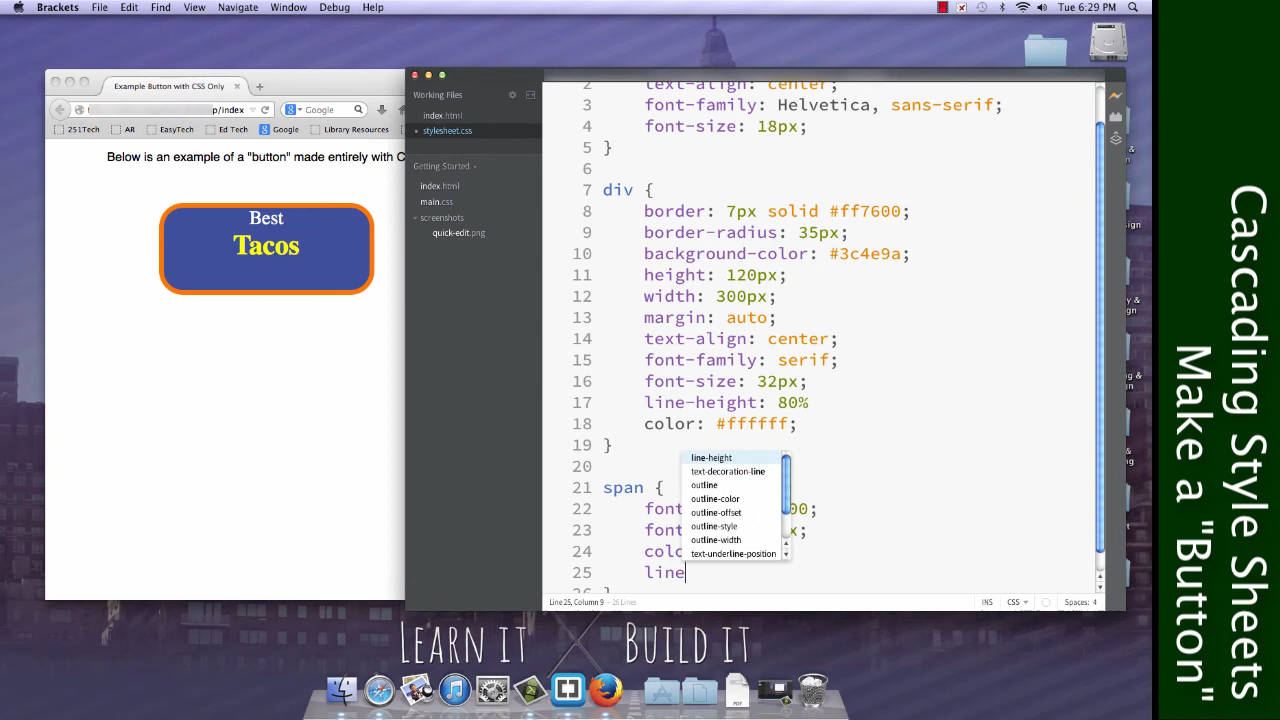 Brackets File Edit Find View Navigate Window Debug Help
Tue 6:29 PM
Example Button with CSS Only
p/index
Google
251Tech AR EasyTech Ed Tech Google Library Resources
Below is an example of a "button" made entirely with C
Best
Tacos
Working Files
index.html
stylesheet.css
Getting Started
index.html
main.css
screenshots
quick-edit.png
2 text-align: center;
3 font-family: Helvetica, sans-serif;
4 font-size: 18px;
5 }
6
7 div {
8 border: 7px solid #ff7600;
9 border-radius: 35px;
10 background-color: #3c4e9a;
11 height: 120px;
12 width: 300px;
13 margin: auto;
14 text-align: center;
15 font-family: serif;
16 font-size: 32px;
17 line-height: 80%
18 color: #ffffff;
19 }
20
21 span {
22 font 00;
23 font x;
24 colo
25 line
26 }
line-height
text-decoration-line
outline
outline-color
outline-offset
outline-style
outline-width
text-underline-position
Line 25, Column 9 — 26 Lines
INS CSS Spaces: 4
LEARN IT BUILD IT
PDF
Cascading Style Sheets
Make a "Button"